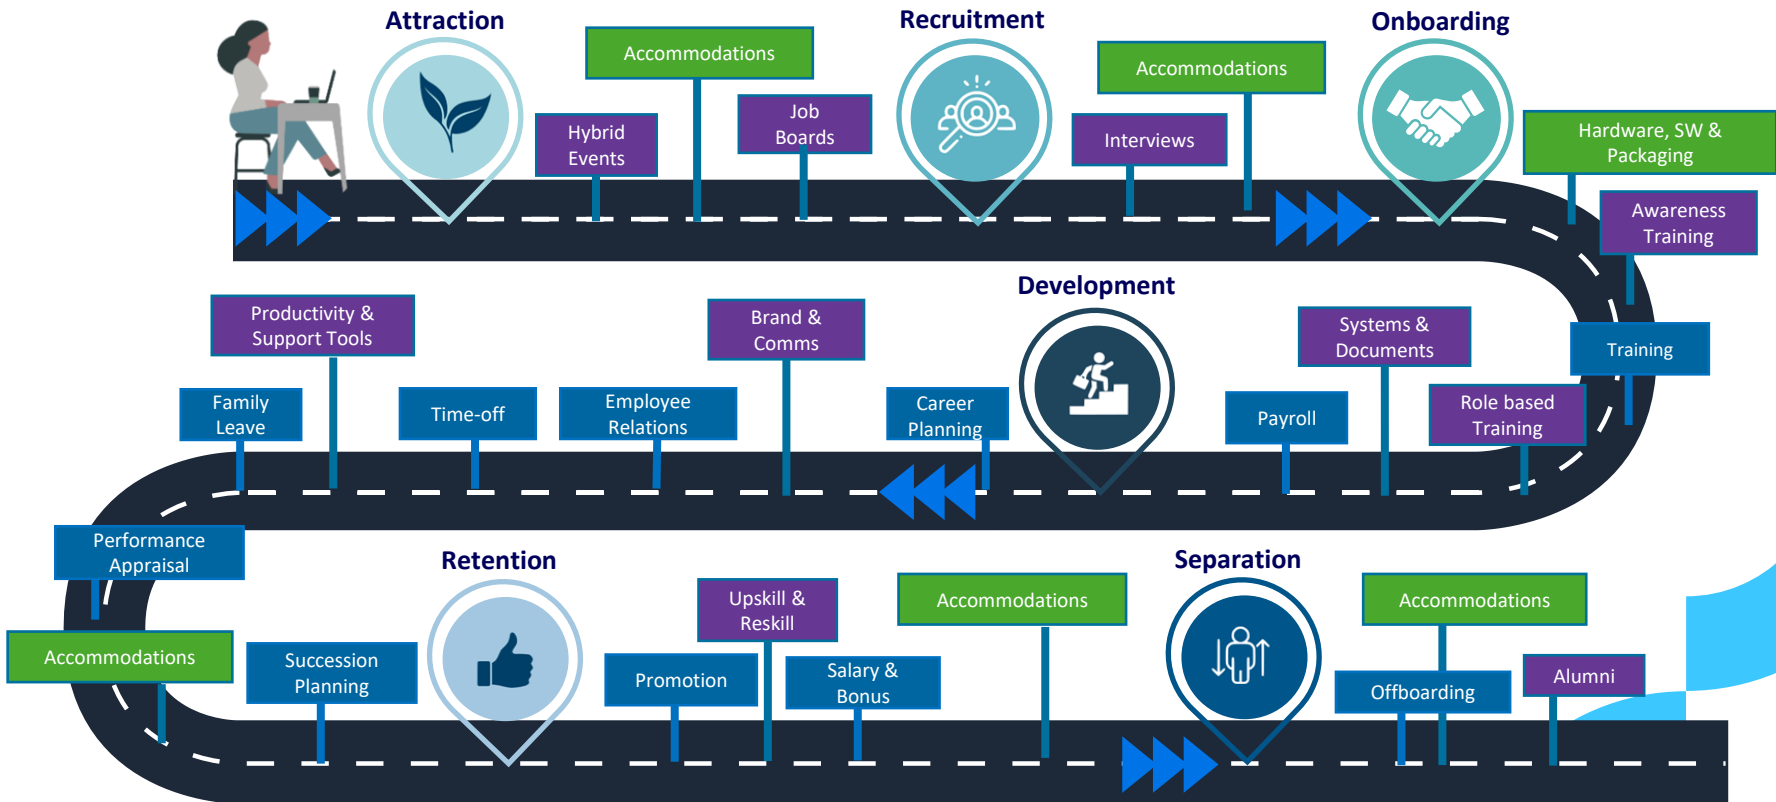 Attraction
Accommodations
Recruitment
Accommodations
Onboarding
Hybrid
Events
Job
Boards
Interviews
Hardware, SW &
Packaging
Awareness
Training
Training
Development
Productivity &
Support Tools
Brand &
Comms
Systems &
Documents
Family
Leave
Time-off
Employee
Relations
Career
Planning
Payroll
Role based
Training
Performance
Appraisal
Accommodations
Succession
Planning
Retention
Promotion
Upskill &
Reskill
Salary &
Bonus
Accommodations
Separation
Accommodations
Offboarding
Alumni